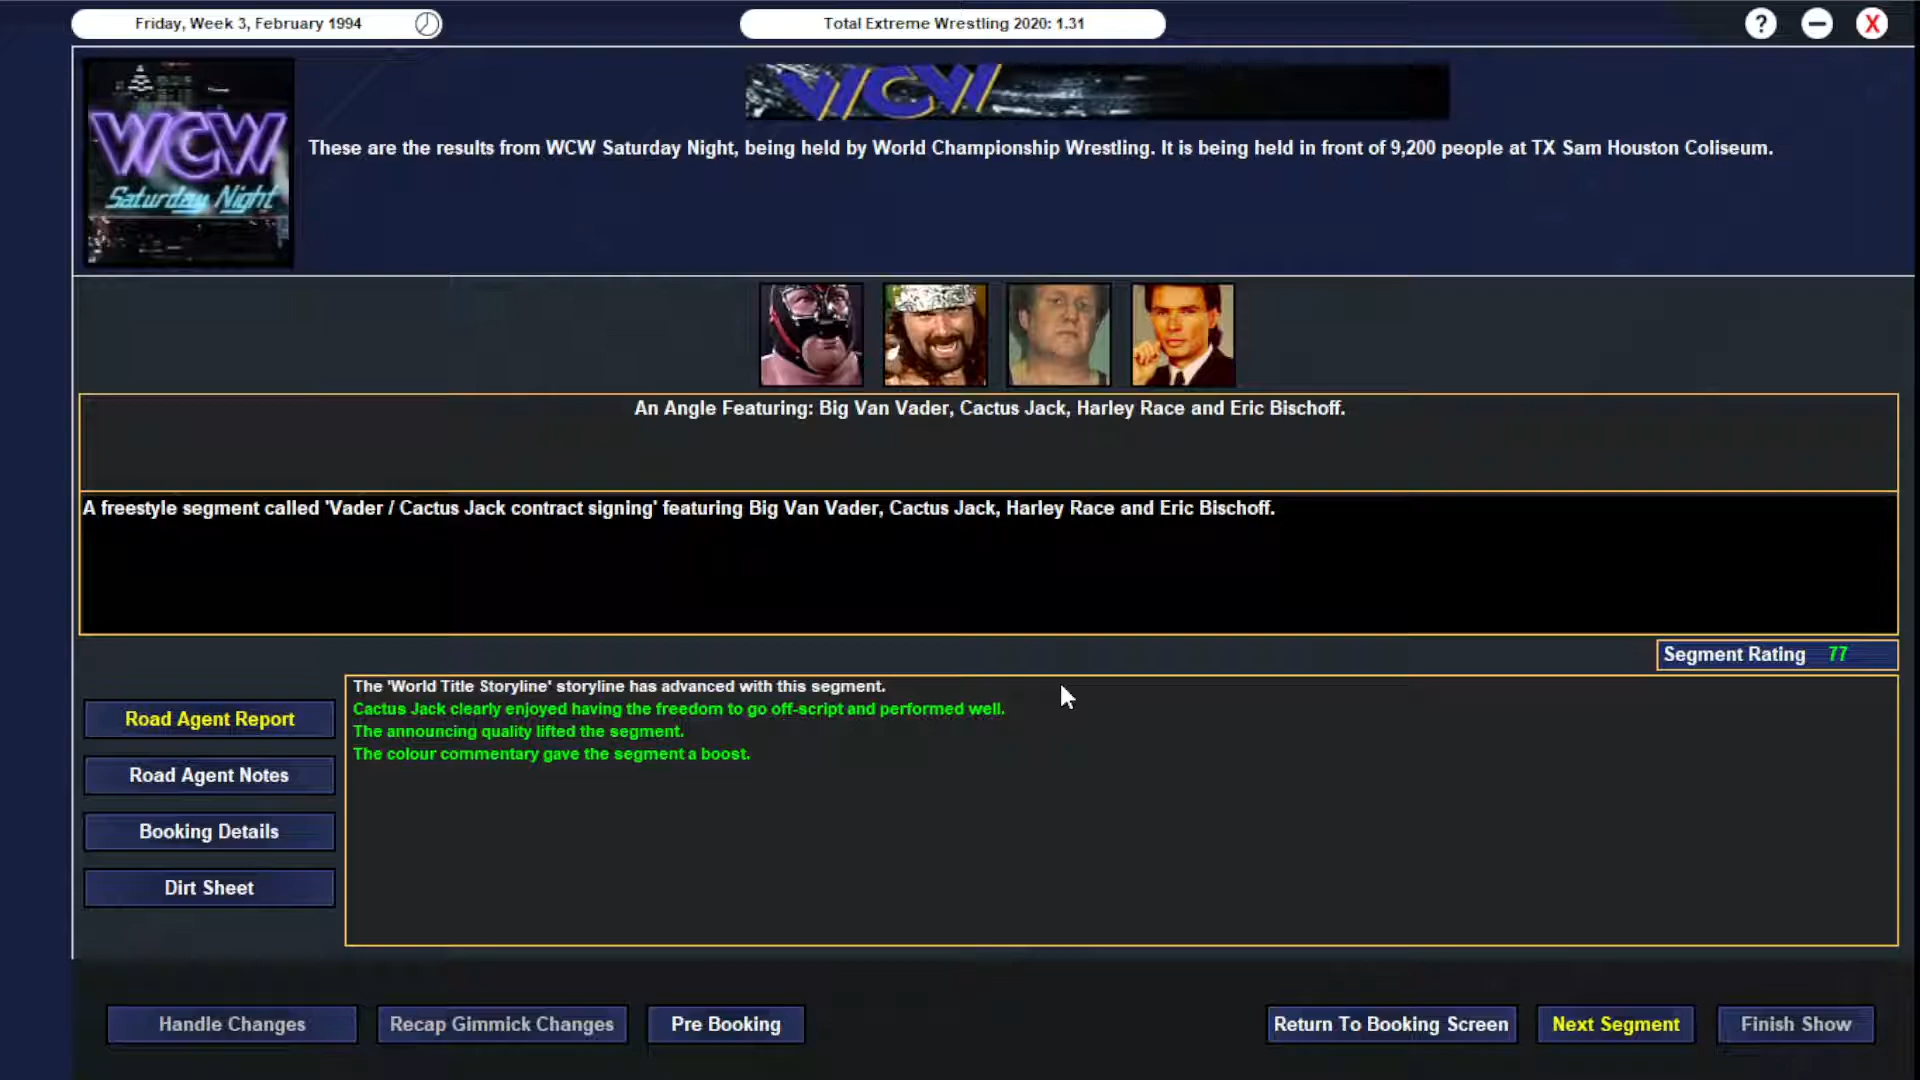 Friday, Week 3, February 1994
Total Extreme Wrestling 2020: 1.31
?
X
WCW
WCW
Saturday Night
These are the results from WCW Saturday Night, being held by World Championship Wrestling. It is being held in front of 9,200 people at TX Sam Houston Coliseum.
An Angle Featuring: Big Van Vader, Cactus Jack, Harley Race and Eric Bischoff.
A freestyle segment called 'Vader / Cactus Jack contract signing' featuring Big Van Vader, Cactus Jack, Harley Race and Eric Bischoff.
Segment Rating 77
Road Agent Report
Road Agent Notes
Booking Details
Dirt Sheet
The 'World Title Storyline' storyline has advanced with this segment.
Cactus Jack clearly enjoyed having the freedom to go off-script and performed well.
The announcing quality lifted the segment.
The colour commentary gave the segment a boost.
Handle Changes
Recap Gimmick Changes
Pre Booking
Return To Booking Screen
Next Segment
Finish Show